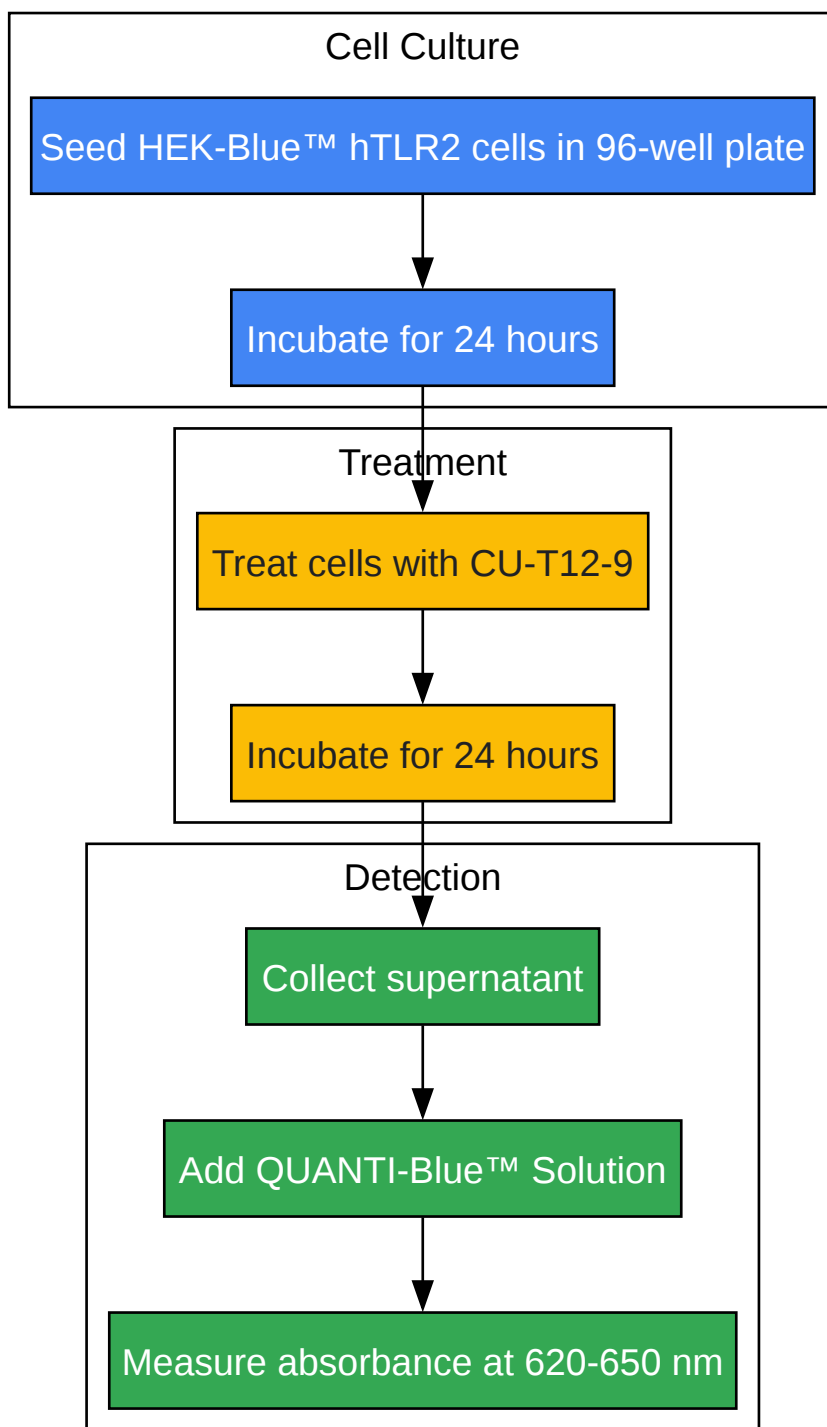 Cell Culture
Seed HEK-Blue™ hTLR2 cells in 96-well plate
Incubate for 24 hours
Treatment
Treat cells with CU-T12-9
Incubate for 24 hours
Detection
Collect supernatant
Add QUANTI-Blue™ Solution
Measure absorbance at 620-650 nm